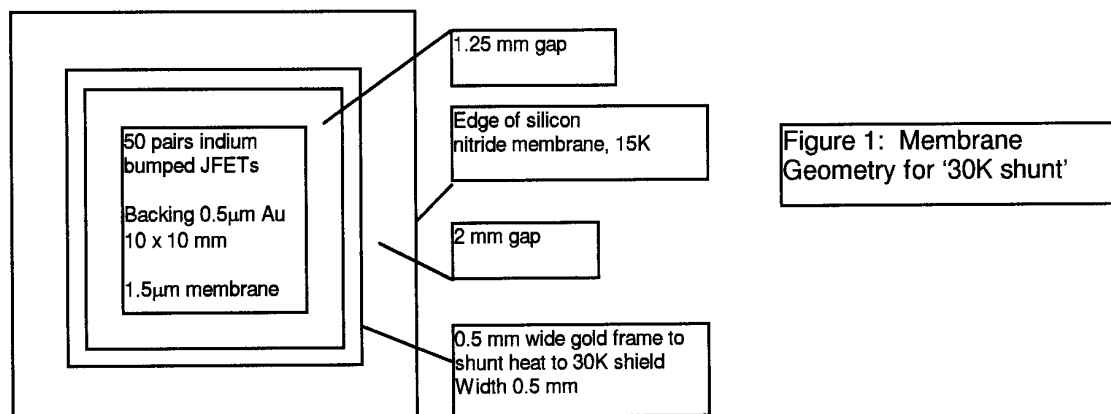 1.25 mm gap
50 pairs indium
bumped JFETs
Backing 0.5μm Au
10 x 10 mm
1.5μm membrane
Edge of silicon
nitride membrane, 15K
2 mm gap
0.5 mm wide gold frame to
shunt heat to 30K shield
Width 0.5 mm
Figure 1: Membrane
Geometry for '30K shunt'